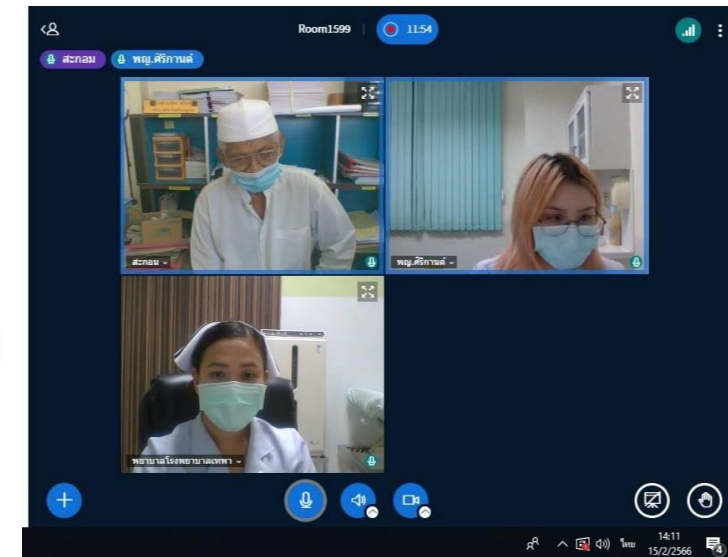 Room1599
11:54
สะกอม
พญ.ศิริกานต์
สะกอม
พญ.ศิริกานต์
พยาบาลโรงพยาบาลเทพา
ไทย
14:11
15/2/2566